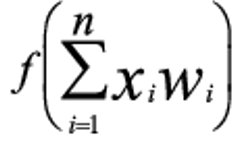 f(∑_{i=1}^{n} x_i w_i)